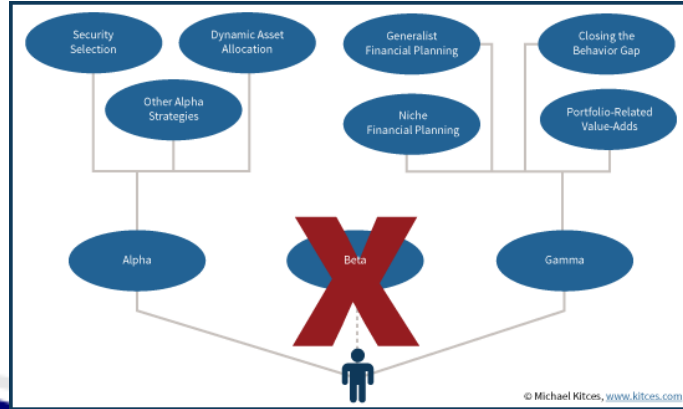 Security
Selection
Dynamic Asset
Allocation
Generalist
Financial Planning
Closing the
Behavior Gap
Other Alpha
Strategies
Niche
Financial Planning
Portfolio-Related
Value-Adds
Alpha
Beta
Gamma
© Michael Kitces, www.kitces.com